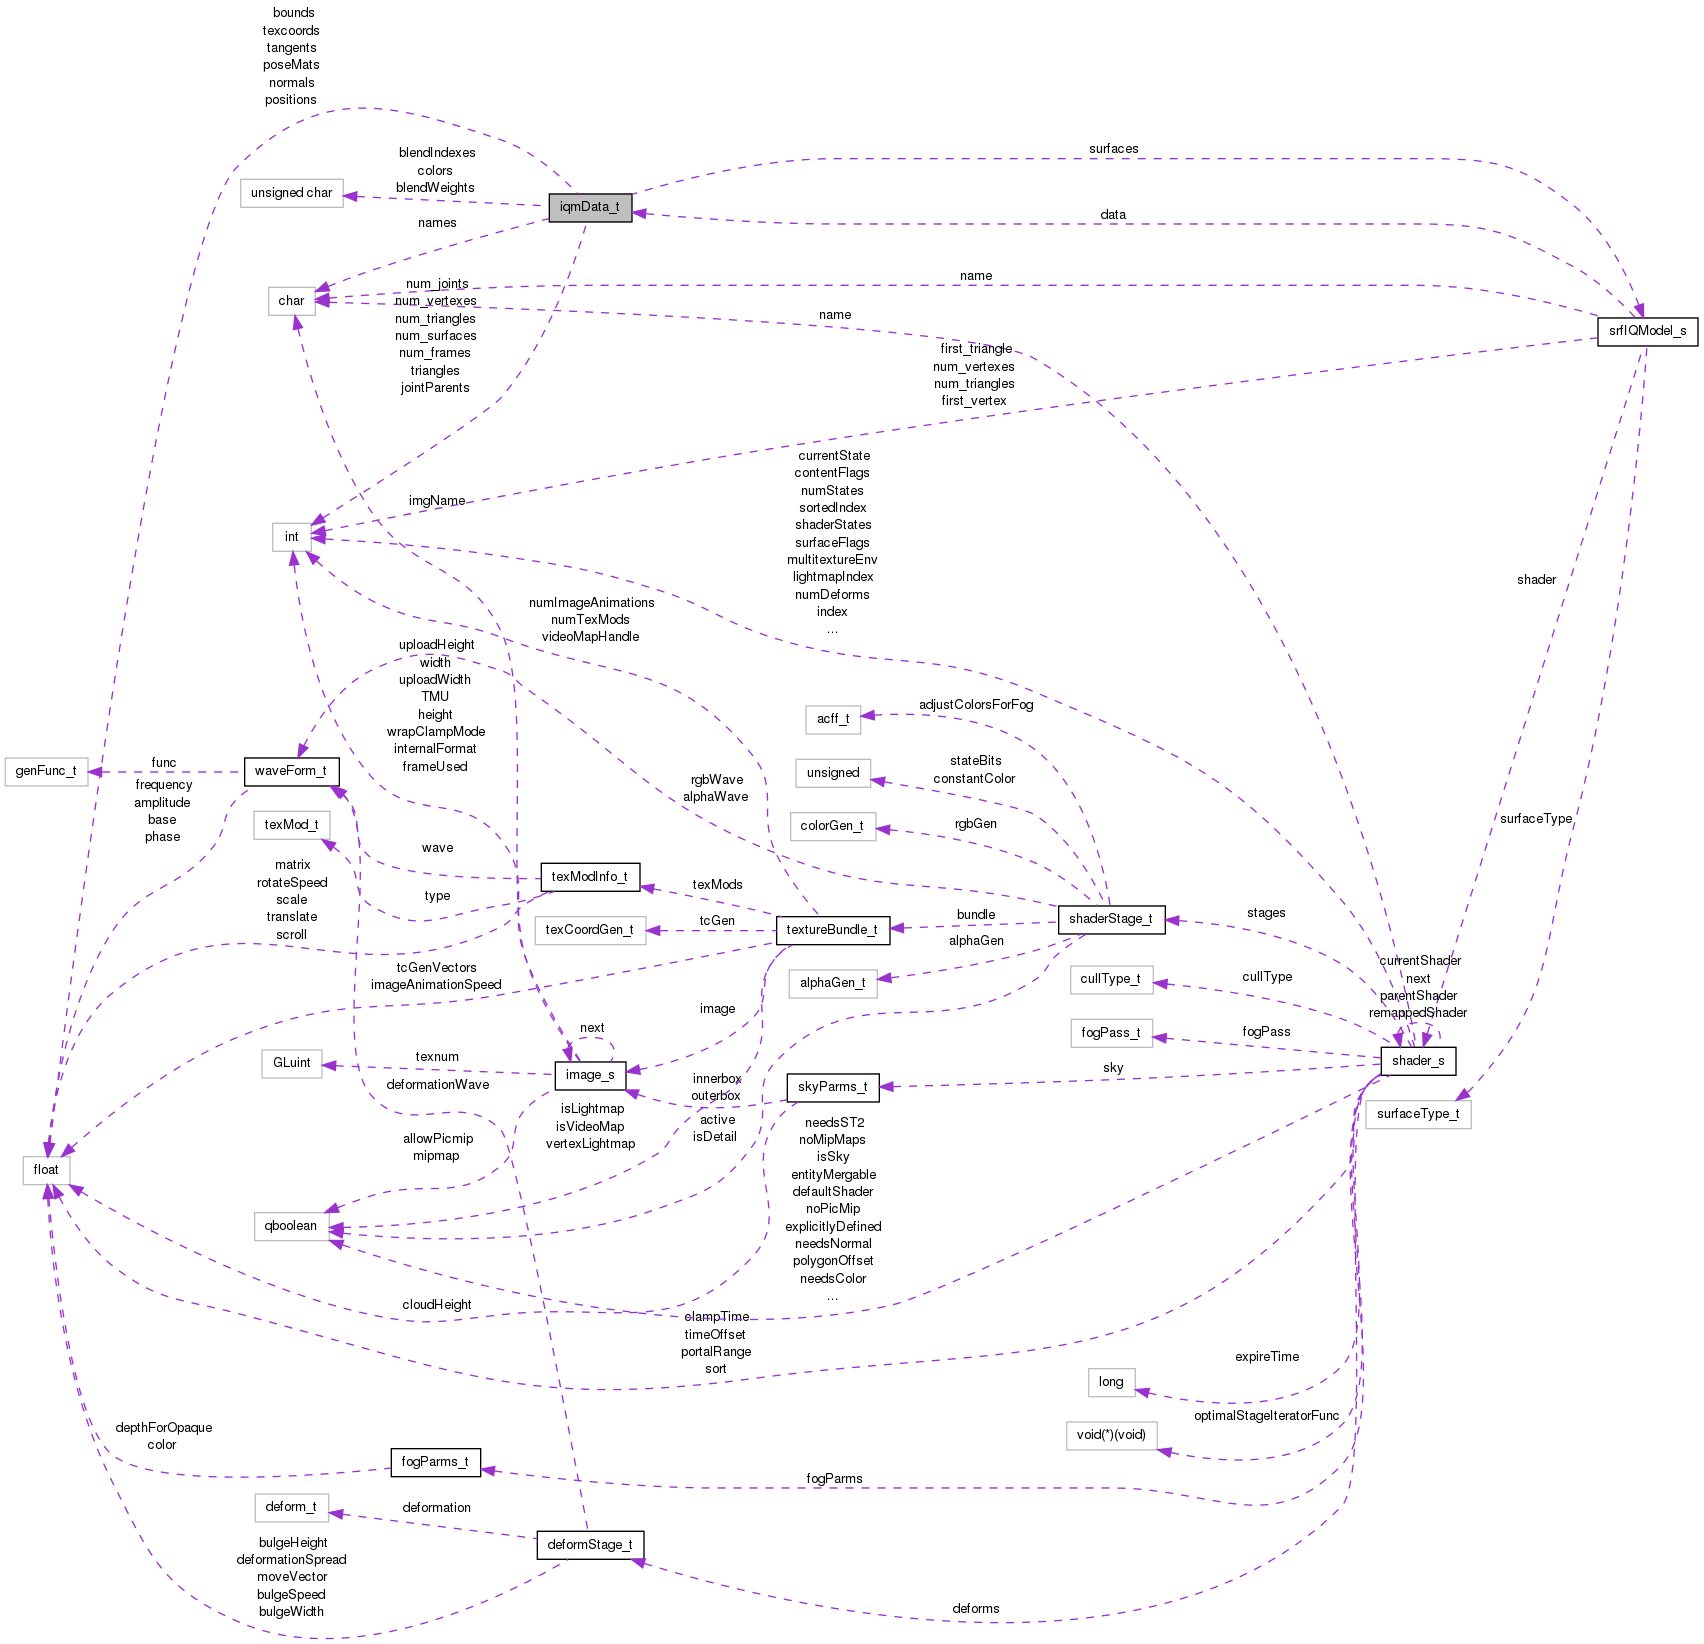 bounds
texcoords
tangents
poseMats
normals
positions
surfaces
blendIndexes
colors
blendWeights
unsigned char
iqmData_t
data
names
name
num_joints
num_vertexes
num_triangles
num_surfaces
num_frames
triangles
jointParents
char
name
srfIQModel_s
first_triangle
num_vertexes
num_triangles
first_vertex
currentState
contentFlags
numStates
sortedIndex
shaderStates
surfaceFlags
multitextureEnv
lightmapIndex
numDeforms
index
...
imgName
int
shader
numImageAnimations
numTexMods
videoMapHandle
uploadHeight
width
uploadWidth
TMU
height
wrapClampMode
internalFormat
frameUsed
adjustColorsForFog
acff_t
stateBits
constantColor
unsigned
func
genFunc_t
waveForm_t
frequency
amplitude
base
phase
rgbWave
alphaWave
texMod_t
colorGen_t
rgbGen
surfaceType
wave
matrix
rotateSpeed
scale
translate
scroll
type
texModInfo_t
texMods
tcGen
texCoordGen_t
textureBundle_t
bundle
shaderStage_t
stages
alphaGen
alphaGen_t
tcGenVectors
imageAnimationSpeed
cullType_t
cullType
currentShader
next
parentShader
remappedShader
image
next
fogPass_t
fogPass
GLuint
texnum
image_s
shader_s
sky
skyParms_t
deformationWave
innerbox
outerbox
surfaceType_t
isLightmap
isVideoMap
vertexLightmap
active
isDetail
allowPicmip
mipmap
float
needsST2
noMipMaps
isSky
entityMergable
defaultShader
noPicMip
explicitlyDefined
needsNormal
polygonOffset
needsColor
...
qboolean
cloudHeight
clampTime
timeOffset
portalRange
sort
expireTime
long
optimalStageIteratorFunc
void(*)(void)
depthForOpaque
color
fogParms_t
fogParms
deform_t
deformation
deformStage_t
bulgeHeight
deformationSpread
moveVector
bulgeSpeed
bulgeWidth
deforms